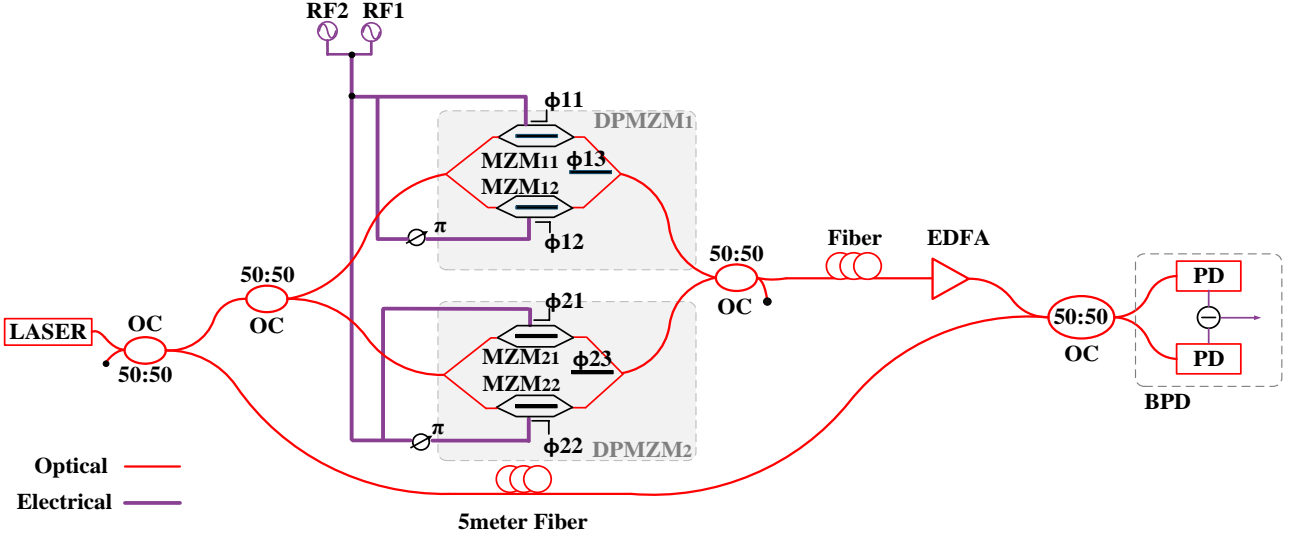 RF2 RF1
ϕ11
DPMZM1
MZM11 ϕ13
MZM12
π
ϕ12
50:50
OC
Fiber
EDFA
50:50
OC
PD
50:50
OC
PD
BPD
LASER
OC
50:50
ϕ21
MZM21 ϕ23
MZM22
π
ϕ22
DPMZM2
Optical
Electrical
5meter Fiber